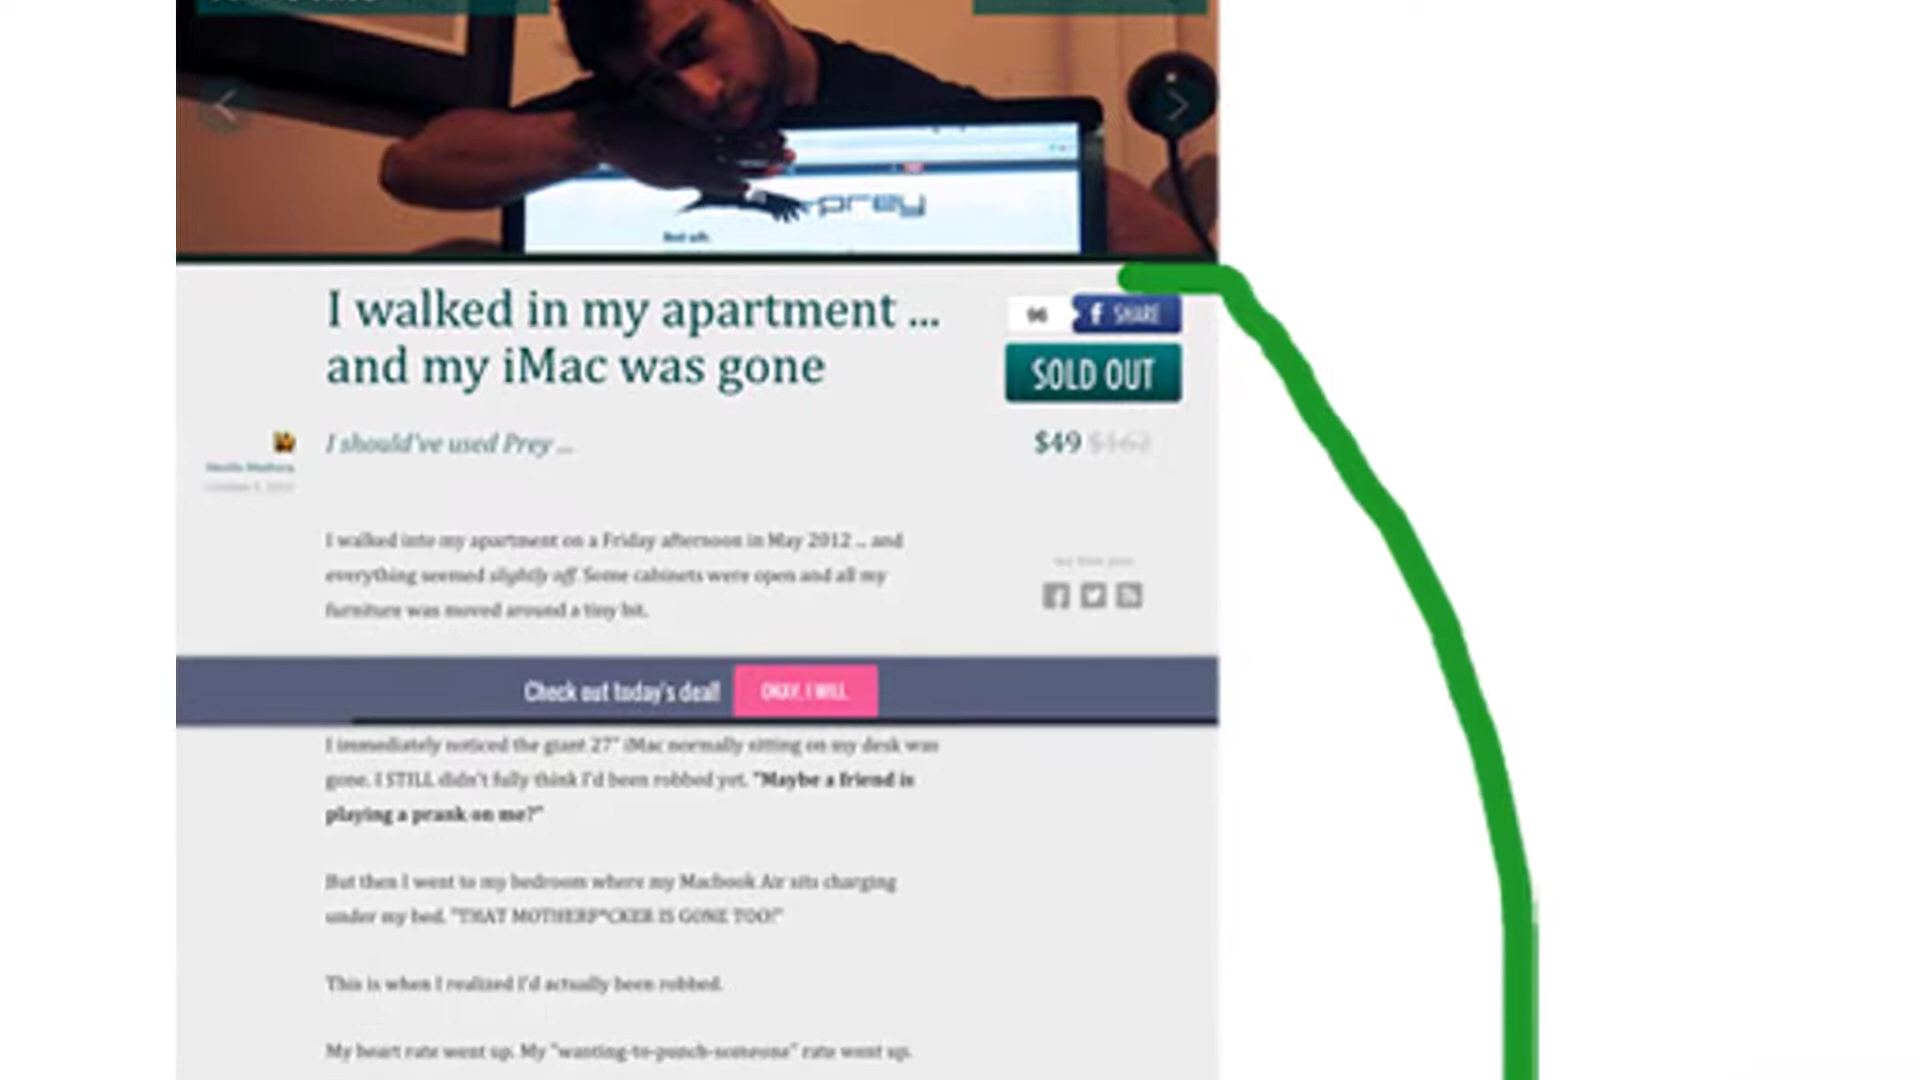 prey
I walked in my apartment ...
and my iMac was gone
96
SHARE
SOLD OUT
I should've used Prey ...
$49 $162
I walked into my apartment on a Friday afternoon in May 2012 ... and
everything seemed slightly off. Some cabinets were open and all my
furniture was moved around a tiny bit.
Check out today's deal!
OKAY, I WILL
I immediately noticed the giant 27" iMac normally sitting on my desk was
gone. I STILL didn't fully think I'd been robbed yet. "Maybe a friend is
playing a prank on me?"
But then I went to my bedroom where my Macbook Air sits charging
under my bed. "THAT MOTHERF*CKER IS GONE TOO!"
This is when I realized I'd actually been robbed.
My heart rate went up. My "wanting-to-punch-someone" rate went up.